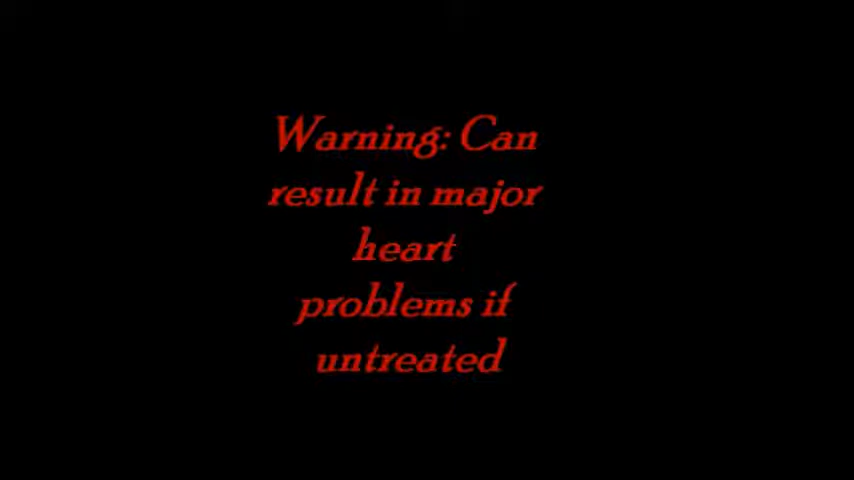 Warning: Can
result in major
heart
problems if
untreated